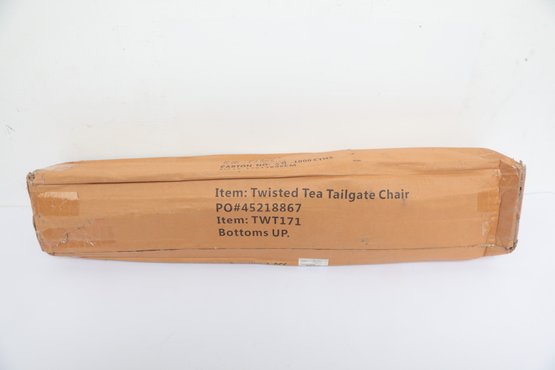 Item: Twisted Tea Tailgate Chair
PO#45218867
Item: TWT171
Bottoms UP.